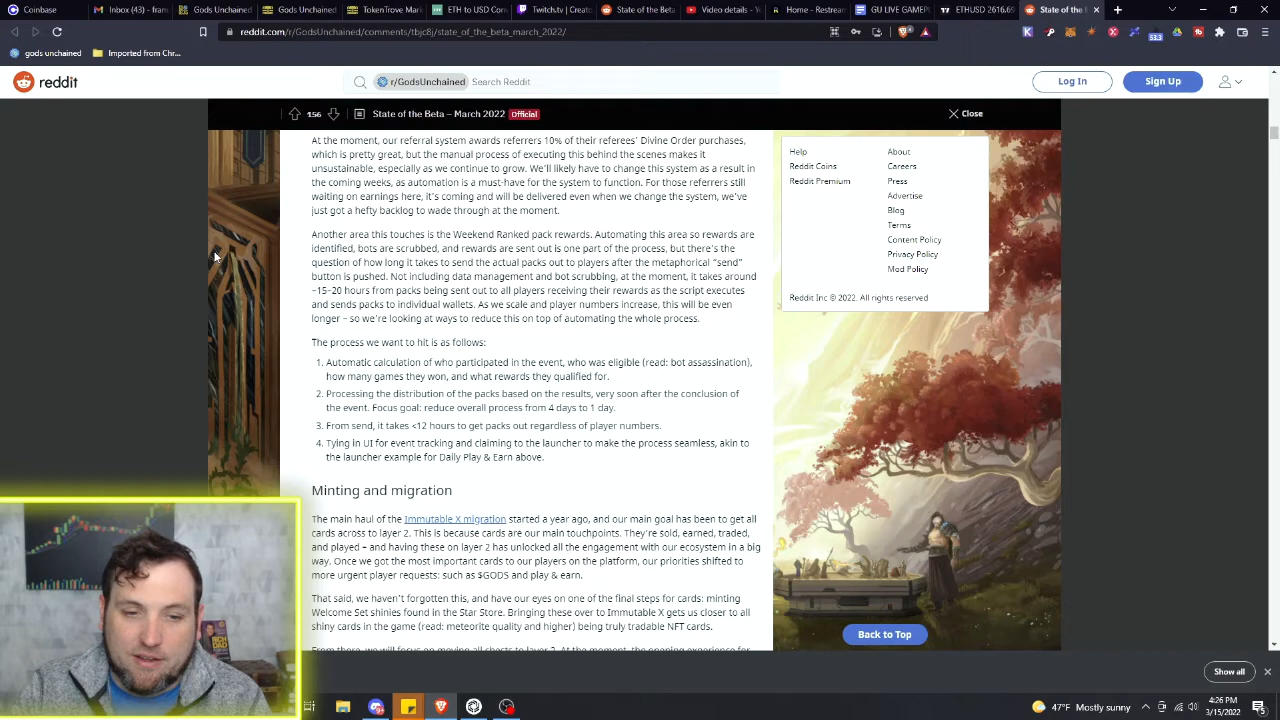 Coinbase
Inbox (43) - franco
Gods Unchained
Gods Unchained
TokenTrove Mark
ETH to USD Conv
Twitch.tv | Creato
State of the Beta
Video details - Yo
Home - Restrean
GU LIVE GAMEPL
ETHUSD 2616.69
State of the
reddit.com/r/GodsUnchained/comments/tbjc8j/state_of_the_beta_march_2022/
gods unchained
Imported from Chr...
reddit
r/GodsUnchained
Search Reddit
Log In
Sign Up
156
State of the Beta – March 2022
Official
Close
At the moment, our referral system awards referrers 10% of their referees' Divine Order purchases,
which is pretty great, but the manual process of executing this behind the scenes makes it
unsustainable, especially as we continue to grow. We'll likely have to change this system as a result in
the coming weeks, as automation is a must-have for the system to function. For those referrers still
waiting on earnings here, it's coming and will be delivered even when we change the system, we've
just got a hefty backlog to wade through at the moment.
Another area this touches is the Weekend Ranked pack rewards. Automating this area so rewards are
identified, bots are scrubbed, and rewards are sent out is one part of the process, but there's the
question of how long it takes to send the actual packs out to players after the metaphorical "send"
button is pushed. Not including data management and bot scrubbing, at the moment, it takes around
~15-20 hours from packs being sent out to all players receiving their rewards as the script executes
and sends packs to individual wallets. As we scale and player numbers increase, this will be even
longer – so we're looking at ways to reduce this on top of automating the whole process.
The process we want to hit is as follows:
1. Automatic calculation of who participated in the event, who was eligible (read: bot assassination),
how many games they won, and what rewards they qualified for.
2. Processing the distribution of the packs based on the results, very soon after the conclusion of
the event. Focus goal: reduce overall process from 4 days to 1 day.
3. From send, it takes <12 hours to get packs out regardless of player numbers.
4. Tying in UI for event tracking and claiming to the launcher to make the process seamless, akin to
the launcher example for Daily Play & Earn above.
Minting and migration
The main haul of the Immutable X migration started a year ago, and our main goal has been to get all
cards across to layer 2. This is because cards are our main touchpoints. They're sold, earned, traded,
and played – and having these on layer 2 has unlocked all the engagement with our ecosystem in a big
way. Once we got the most important cards to our players on the platform, our priorities shifted to
more urgent player requests: such as $GODS and play & earn.
That said, we haven't forgotten this, and have our eyes on one of the final steps for cards: minting
Welcome Set shinies found in the Star Store. Bringing these over to Immutable X gets us closer to all
shiny cards in the game (read: meteorite quality and higher) being truly tradable NFT cards.
From there, we will focus on moving all chests to layer 2. At the moment, the opening experience for
Help
About
Reddit Coins
Careers
Reddit Premium
Press
Advertise
Blog
Terms
Content Policy
Privacy Policy
Mod Policy
Reddit Inc © 2022. All rights reserved
Back to Top
RICH
DAD
Show all
47°F Mostly sunny
4:26 PM
3/15/2022